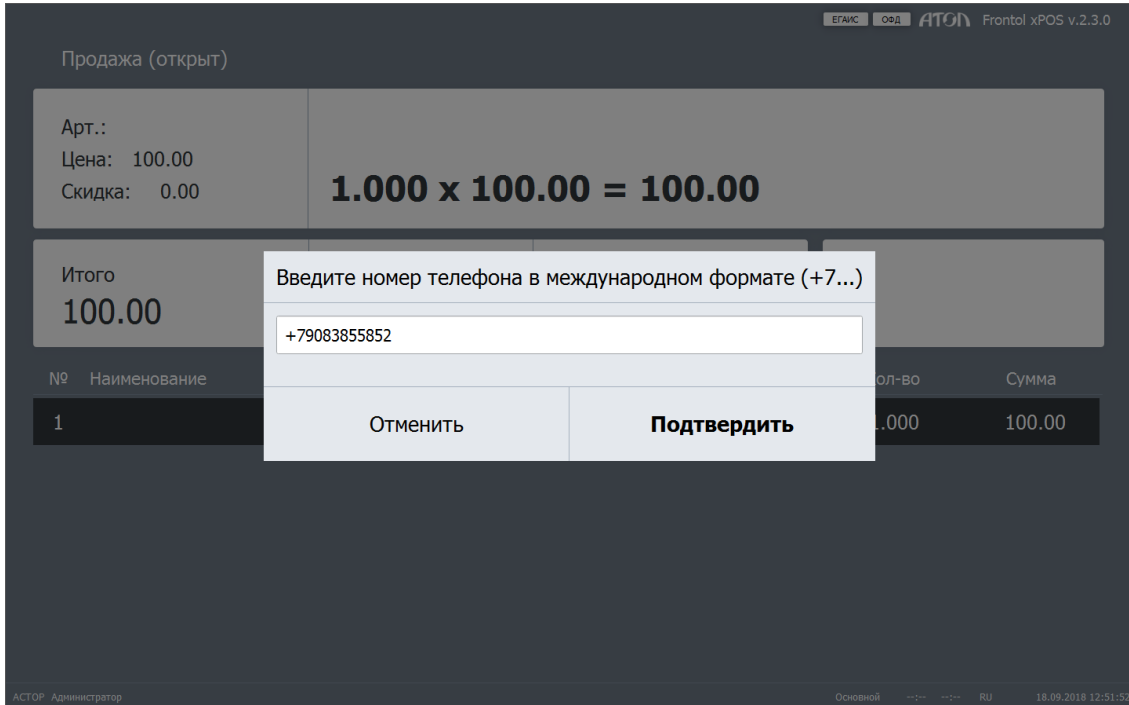 ЕГАИС ОФД АТОЛ Frontol xPOS v.2.3.0
Продажа (открыт)
Арт.:
Цена: 100.00
Скидка: 0.00
1.000 x 100.00 = 100.00
Итого
100.00
Введите номер телефона в международном формате (+7...)
+79083855852
Отменить Подтвердить
№ Наименование ол-во Сумма
1 1.000 100.00
АСТОР Администратор Основной --:-- --:-- RU 18.09.2018 12:51:52